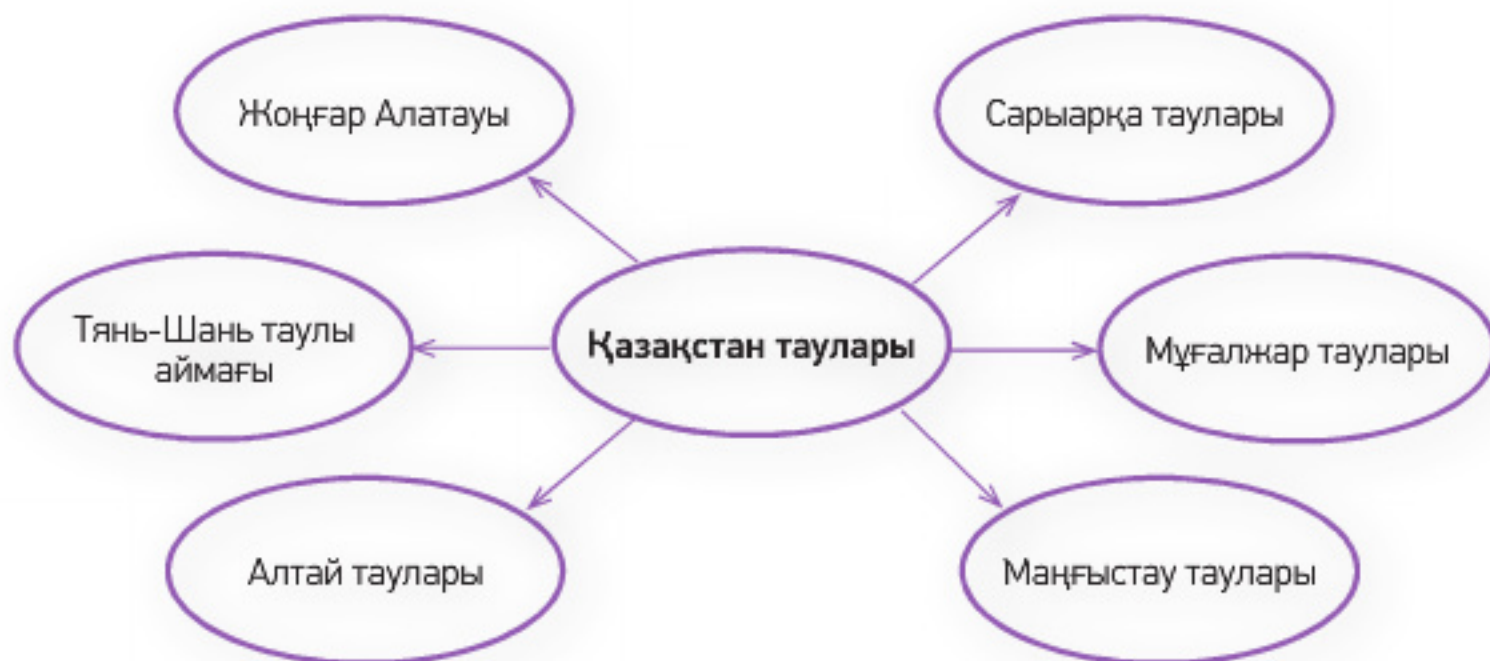 Жоңғар Алатауы
Сарыарқа таулары
Тянь-Шань таулы
аймағы
Қазақстан таулары
Мұғалжар таулары
Алтай таулары
Маңғыстау таулары